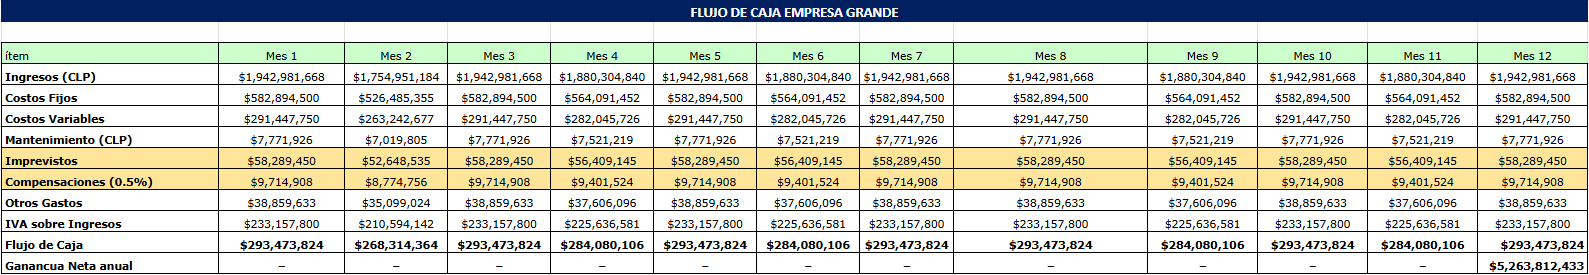 FLUJO DE CAJA EMPRESA GRANDE
ítem Mes 1 Mes 2 Mes 3 Mes 4 Mes 5 Mes 6 Mes 7 Mes 8 Mes 9 Mes 10 Mes 11 Mes 12
Ingresos (CLP) $1,942,981,668 $1,754,951,184 $1,942,981,668 $1,880,304,840 $1,942,981,668 $1,880,304,840 $1,942,981,668 $1,942,981,668 $1,880,304,840 $1,942,981,668 $1,880,304,840 $1,942,981,668
Costos Fijos $582,894,500 $526,485,355 $582,894,500 $564,091,452 $582,894,500 $564,091,452 $582,894,500 $582,894,500 $564,091,452 $582,894,500 $564,091,452 $582,894,500
Costos Variables $291,447,750 $263,242,677 $291,447,750 $282,045,726 $291,447,750 $282,045,726 $291,447,750 $291,447,750 $282,045,726 $291,447,750 $282,045,726 $291,447,750
Mantenimiento (CLP) $7,771,926 $7,019,805 $7,771,926 $7,521,219 $7,771,926 $7,521,219 $7,771,926 $7,771,926 $7,521,219 $7,771,926 $7,521,219 $7,771,926
Imprevistos $58,289,450 $52,648,535 $58,289,450 $56,409,145 $58,289,450 $56,409,145 $58,289,450 $58,289,450 $56,409,145 $58,289,450 $56,409,145 $58,289,450
Compensaciones (0.5%) $9,714,908 $8,774,756 $9,714,908 $9,401,524 $9,714,908 $9,401,524 $9,714,908 $9,714,908 $9,401,524 $9,714,908 $9,401,524 $9,714,908
Otros Gastos $38,859,633 $35,099,024 $38,859,633 $37,606,096 $38,859,633 $37,606,096 $38,859,633 $38,859,633 $37,606,096 $38,859,633 $37,606,096 $38,859,633
IVA sobre Ingresos $233,157,800 $210,594,142 $233,157,800 $225,636,581 $233,157,800 $225,636,581 $233,157,800 $233,157,800 $225,636,581 $233,157,800 $225,636,581 $233,157,800
Flujo de Caja $293,473,824 $268,314,364 $293,473,824 $284,080,106 $293,473,824 $284,080,106 $293,473,824 $293,473,824 $284,080,106 $293,473,824 $284,080,106 $293,473,824
Ganancua Neta anual – – – – – – – – – – – $5,263,812,433